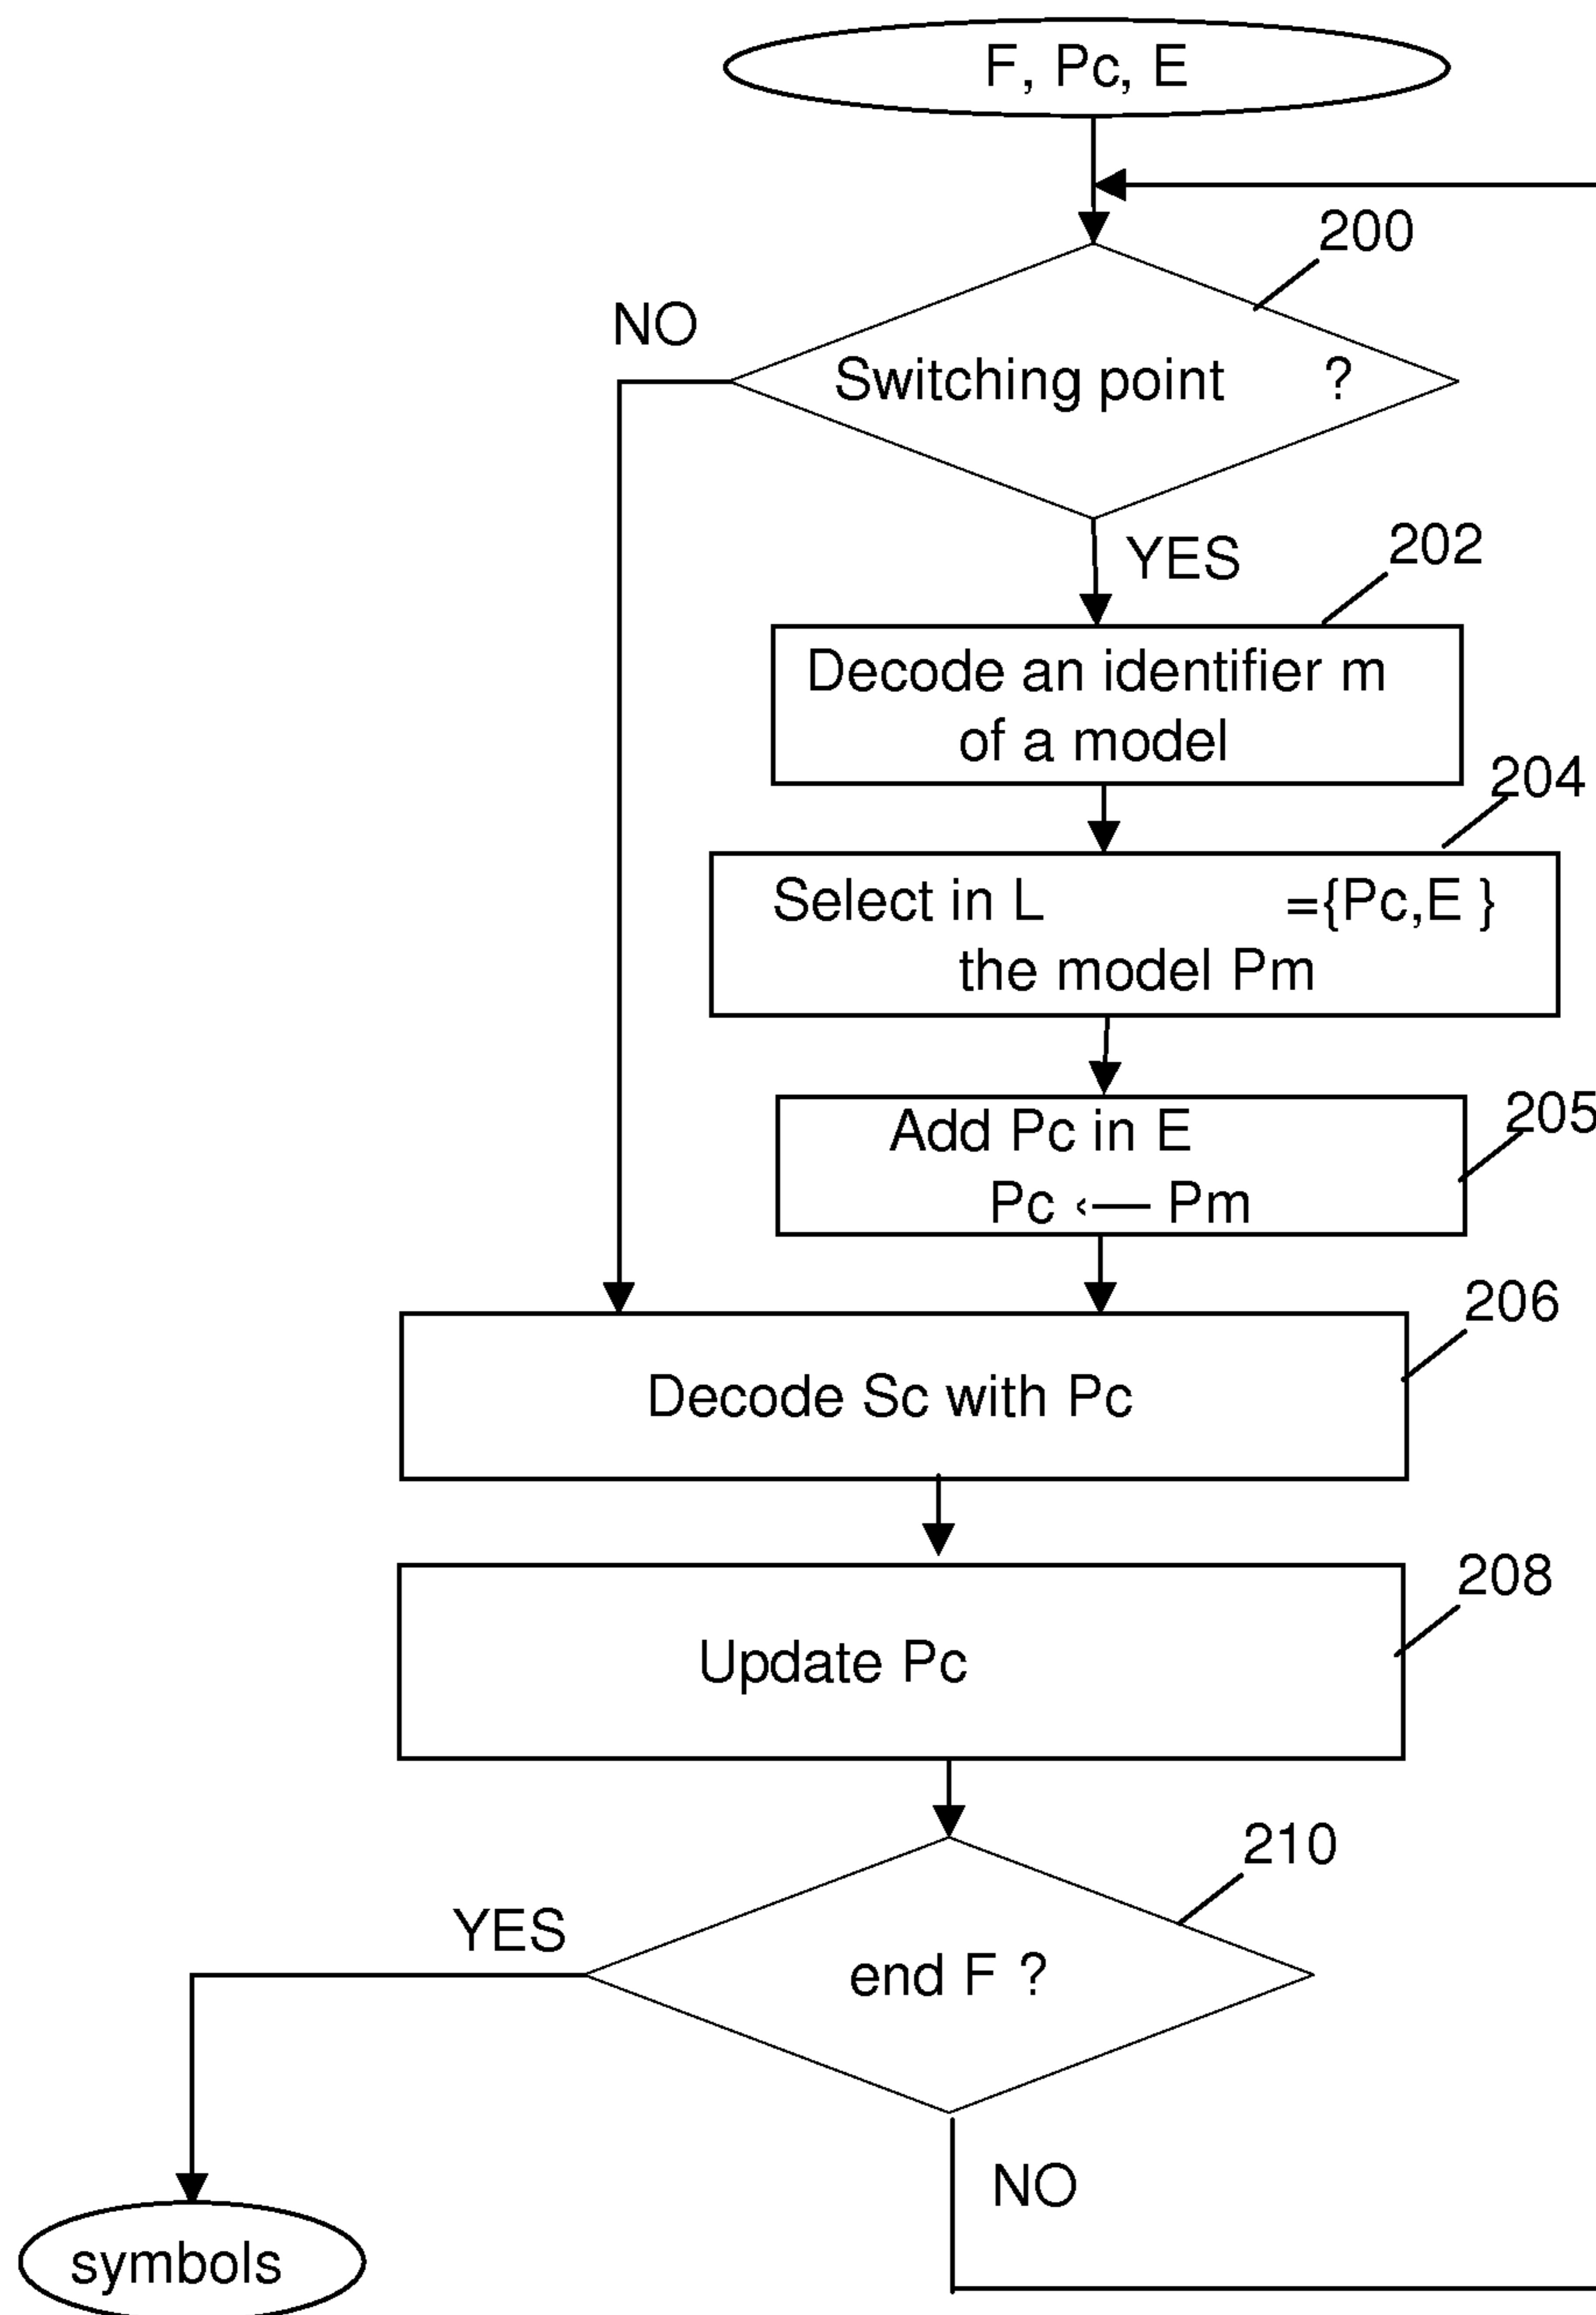 F, Pc, E
200
NO
Switching point ?
YES
202
Decode an identifier m
of a model
204
Select in L ={Pc,E }
the model Pm
205
Add Pc in E
Pc ‹— Pm
206
Decode Sc with Pc
208
Update Pc
210
YES
end F ?
NO
symbols